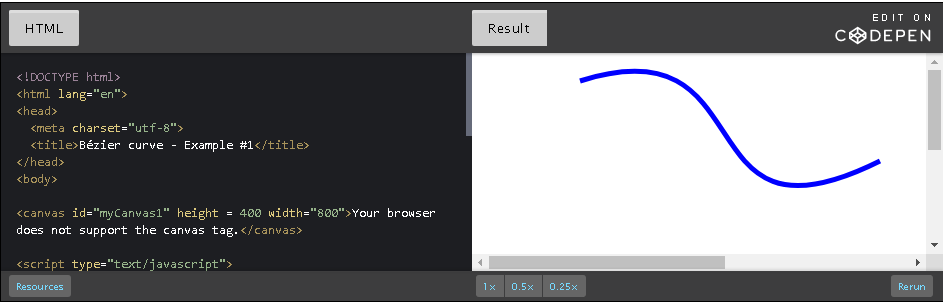 HTML
Result
EDIT ON
CODEPEN
<!DOCTYPE html>
<html lang="en">
<head>
<meta charset="utf-8">
<title>Bézier curve - Example #1</title>
</head>
<body>
<canvas id="myCanvas1" height = 400 width="800">Your browser
does not support the canvas tag.</canvas>
<script type="text/javascript">
Resources
1×
0.5×
0.25×
Rerun